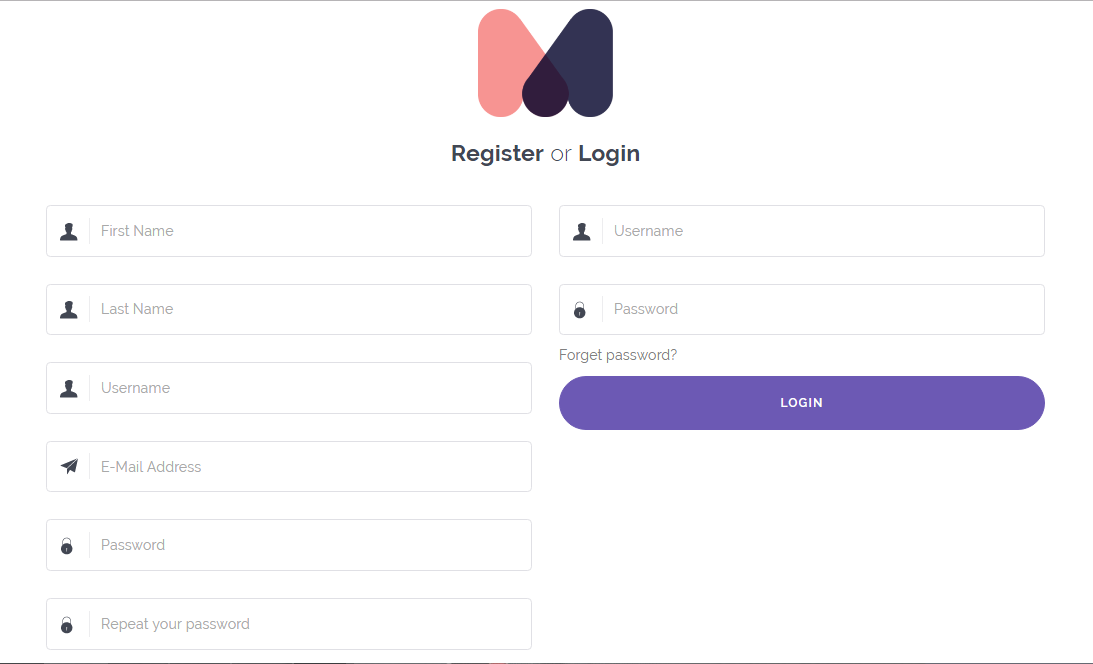 Register or Login
First Name
Last Name
Username
E-Mail Address
Password
Repeat your password
Username
Password
Forget password?
LOGIN